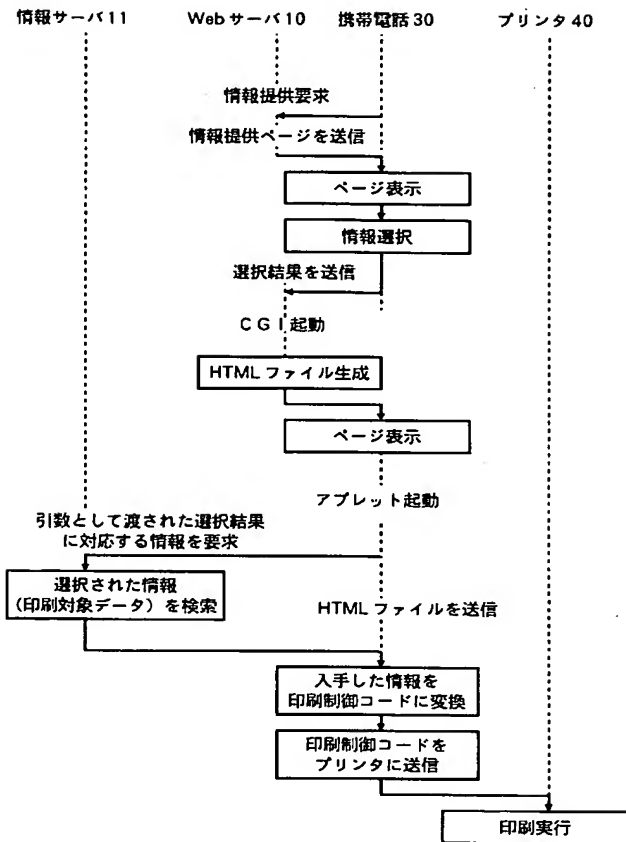 情報サーバ11 Webサーバ10 携帯電話30 プリンタ40
情報提供要求
情報提供ページを送信
ページ表示
情報選択
選択結果を送信
CGI起動
HTMLファイル生成
ページ表示
アプレット起動
引数として渡された選択結果
に対応する情報を要求
選択された情報
(印刷対象データ)を検索
HTMLファイルを送信
入手した情報を
印刷制御コードに変換
印刷制御コードを
プリンタに送信
印刷実行